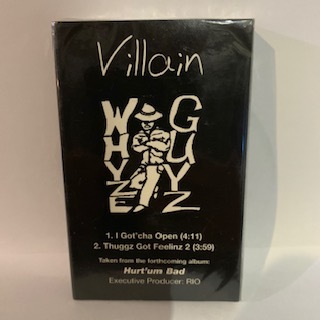 Villain
WHYZE GUYZ
1. I Got'cha Open (4:11)
2. Thuggz Got Feelinz 2 (3:59)
Taken from the forthcoming album:
Hurt'um Bad
Executive Producer: RIO